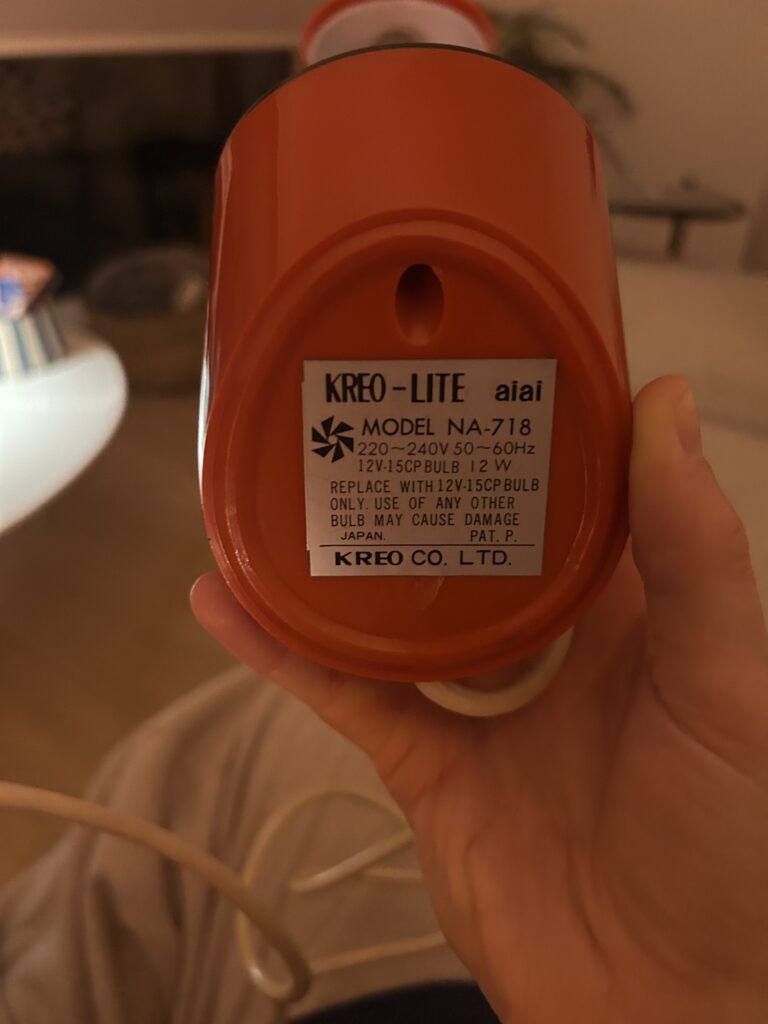 KREO-LITE aiai
MODEL NA-718
220~240V 50~60Hz
12V-15CP BULB 12W
REPLACE WITH 12V-15CP BULB
ONLY. USE OF ANY OTHER
BULB MAY CAUSE DAMAGE
JAPAN. PAT. P.
KREO CO. LTD.